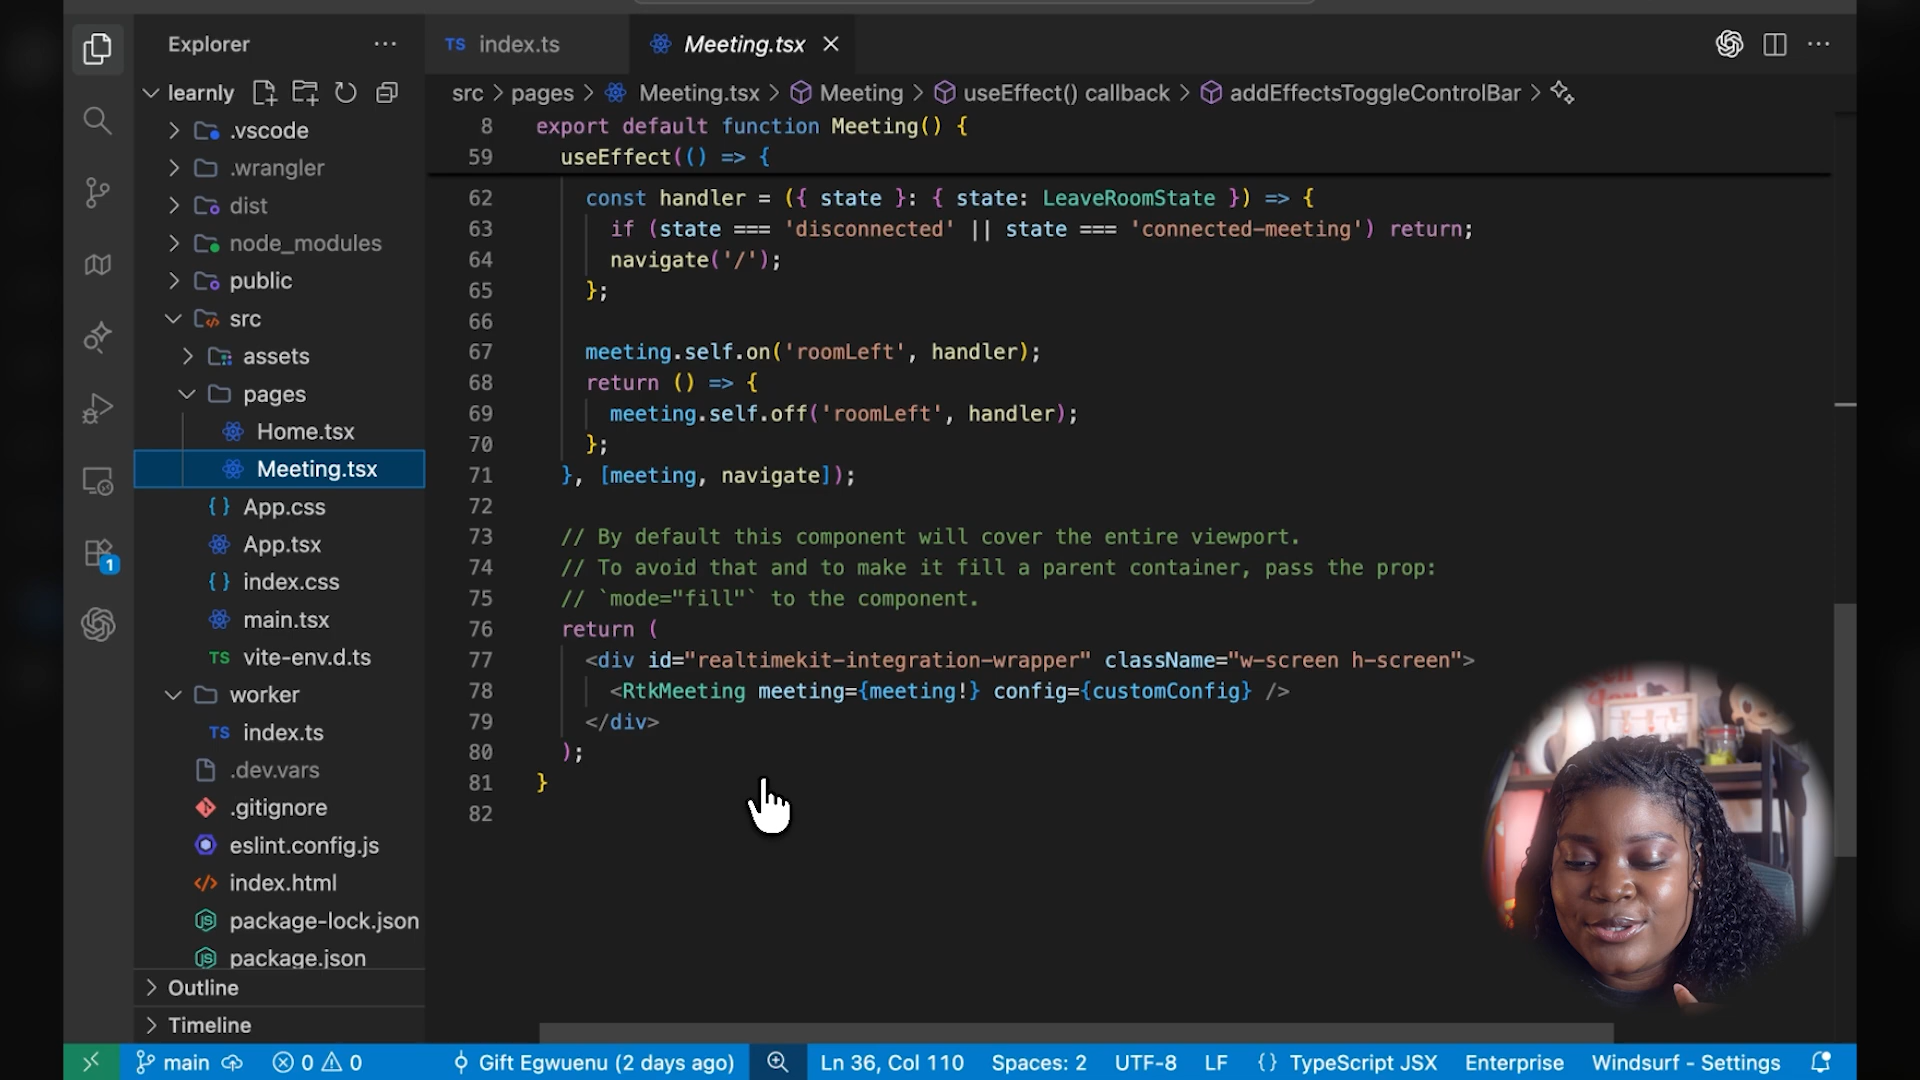 Explorer
learnly
.vscode
.wrangler
dist
node_modules
public
src
assets
pages
Home.tsx
Meeting.tsx
App.css
App.tsx
index.css
main.tsx
TS vite-env.d.ts
worker
TS index.ts
.dev.vars
.gitignore
eslint.config.js
index.html
package-lock.json
package.json
Outline
Timeline
1
TS index.ts
Meeting.tsx
src > pages > Meeting.tsx > Meeting > useEffect() callback > addEffectsToggleControlBar >
8 export default function Meeting() {
59 useEffect(() => {
62 const handler = ({ state }: { state: LeaveRoomState }) => {
63 if (state === 'disconnected' || state === 'connected-meeting') return;
64 navigate('/');
65 };
66
67 meeting.self.on('roomLeft', handler);
68 return () => {
69 meeting.self.off('roomLeft', handler);
70 };
71 }, [meeting, navigate]);
72
73 // By default this component will cover the entire viewport.
74 // To avoid that and to make it fill a parent container, pass the prop:
75 // `mode="fill"` to the component.
76 return (
77 <div id="realtimekit-integration-wrapper" className="w-screen h-screen">
78 <RtkMeeting meeting={meeting!} config={customConfig} />
79 </div>
80 );
81 }
82
main 0 0 Gift Egwuenu (2 days ago) Ln 36, Col 110 Spaces: 2 UTF-8 LF {} TypeScript JSX Enterprise Windsurf - Settings